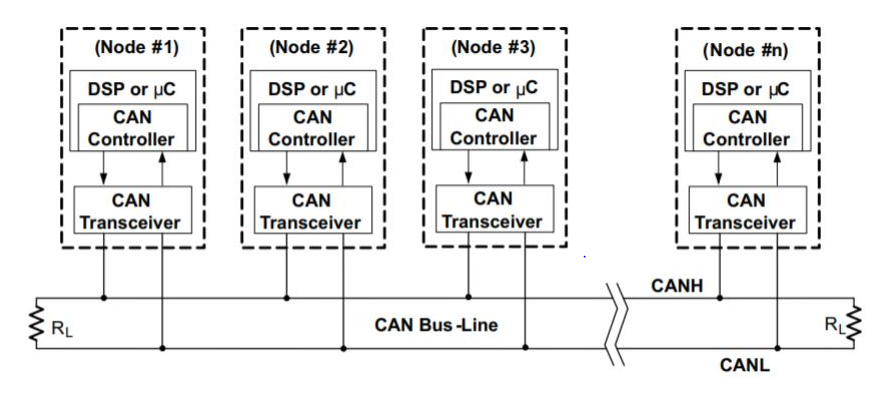 (Node #1)
DSP or µC
CAN
Controller
CAN
Transceiver
(Node #2)
DSP or µC
CAN
Controller
CAN
Transceiver
(Node #3)
DSP or µC
CAN
Controller
CAN
Transceiver
(Node #n)
DSP or µC
CAN
Controller
CAN
Transceiver
CANH
RL
CAN Bus-Line
RL
CANL